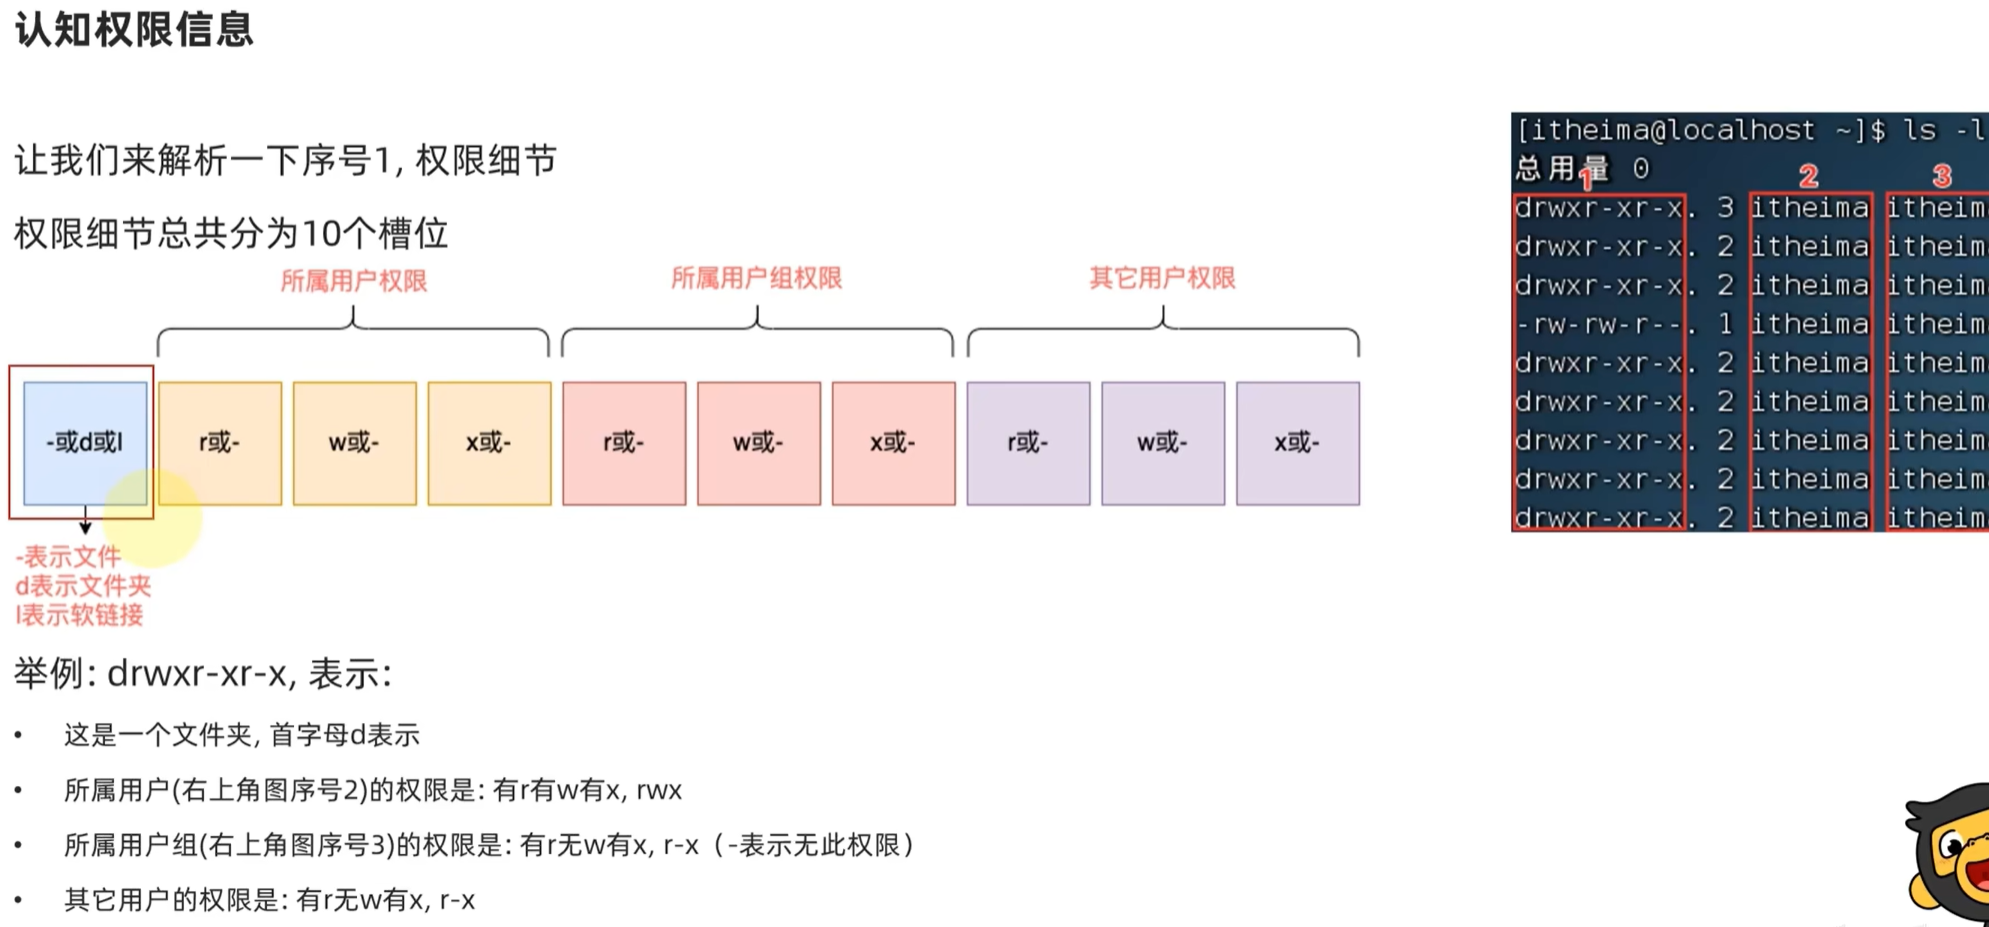 认知权限信息
让我们来解析一下序号1, 权限细节
权限细节总共分为10个槽位
所属用户权限
所属用户组权限
其它用户权限
-或d或l
r或-
w或-
x或-
r或-
w或-
x或-
r或-
w或-
x或-
-表示文件
d表示文件夹
l表示软链接
举例: drwxr-xr-x, 表示:
• 这是一个文件夹, 首字母d表示
• 所属用户(右上角图序号2)的权限是: 有r有w有x, rwx
• 所属用户组(右上角图序号3)的权限是: 有r无w有x, r-x（-表示无此权限）
• 其它用户的权限是: 有r无w有x, r-x
[itheima@localhost ~]$ ls -l
总用量 0
1
2
3
drwxr-xr-x. 3 itheima itheim
drwxr-xr-x. 2 itheima itheim
drwxr-xr-x. 2 itheima itheim
-rw-rw-r--. 1 itheima itheim
drwxr-xr-x. 2 itheima itheim
drwxr-xr-x. 2 itheima itheim
drwxr-xr-x. 2 itheima itheim
drwxr-xr-x. 2 itheima itheim
drwxr-xr-x. 2 itheima itheim